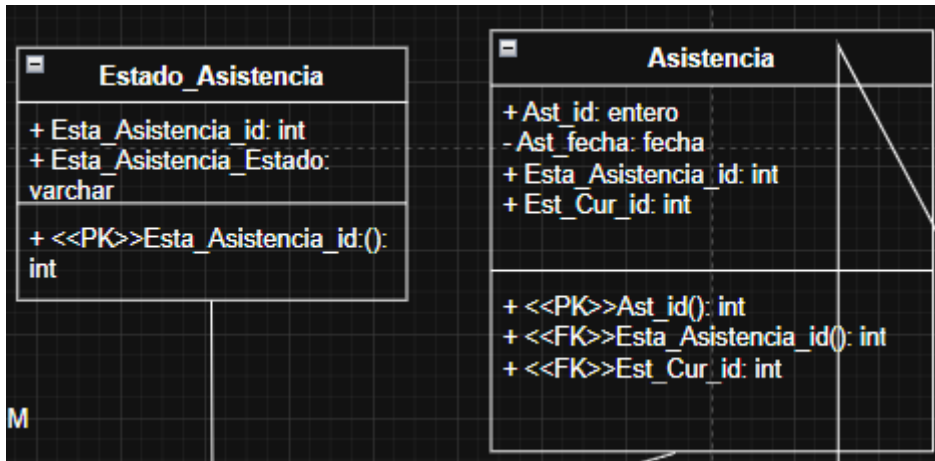 Estado_Asistencia
+ Esta_Asistencia_id: int
+ Esta_Asistencia_Estado:
varchar
+ <<PK>>Esta_Asistencia_id:():
int
M
Asistencia
+ Ast_id: entero
- Ast_fecha: fecha
+ Esta_Asistencia_id: int
+ Est_Cur_id: int
+ <<PK>>Ast_id(): int
+ <<FK>>Esta_Asistencia_id(): int
+ <<FK>>Est_Cur_id: int